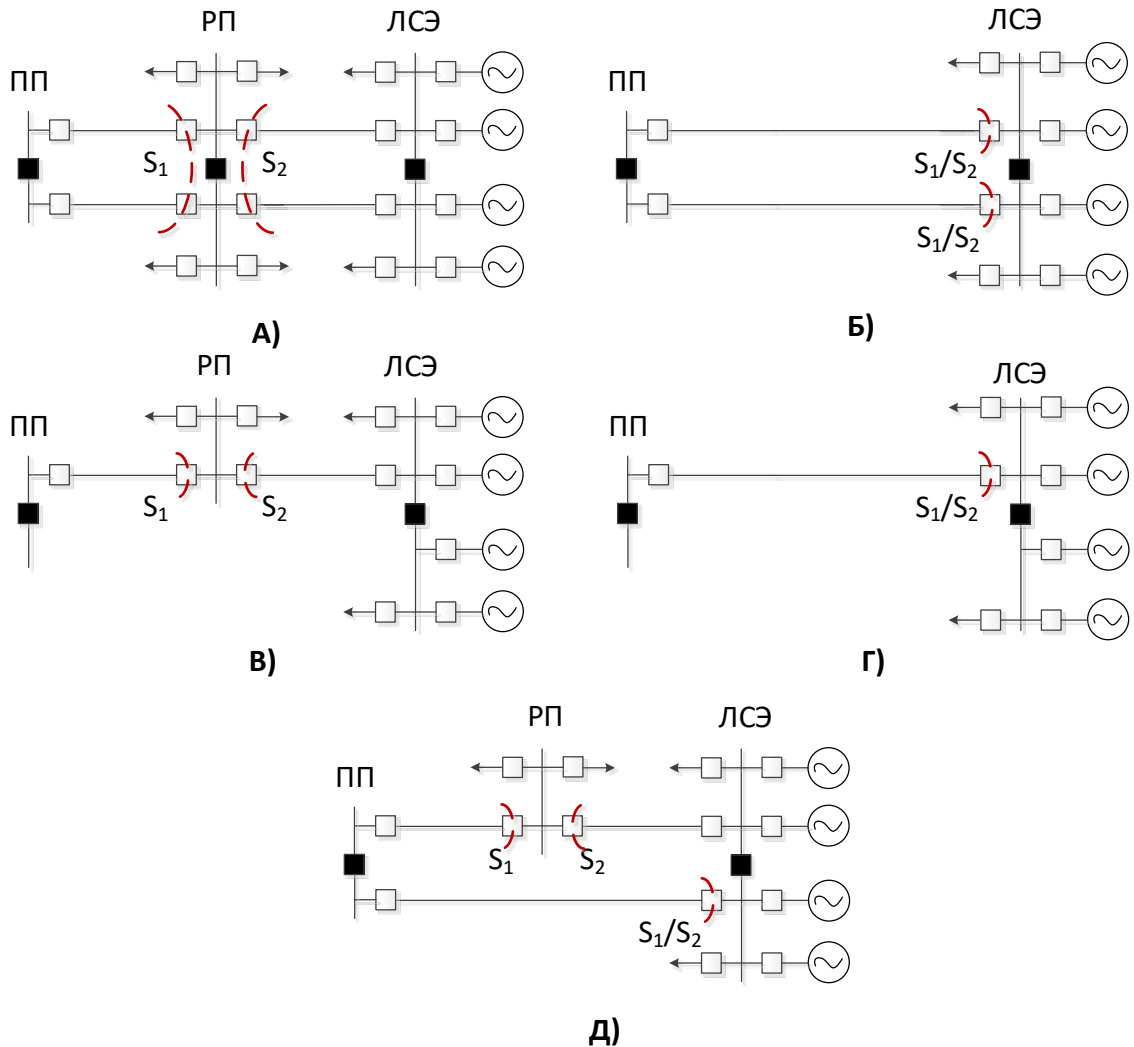 РП
ЛСЭ
ПП
S₁
S₂
А)
ЛСЭ
ПП
S₁/S₂
S₁/S₂
Б)
РП
ЛСЭ
ПП
S₁
S₂
В)
ЛСЭ
ПП
S₁/S₂
Г)
РП
ЛСЭ
ПП
S₁
S₂
S₁/S₂
Д)